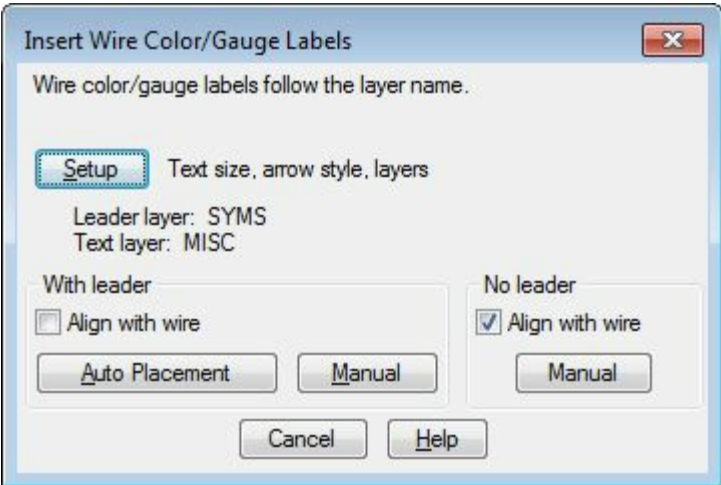 Insert Wire Color/Gauge Labels
Wire color/gauge labels follow the layer name.
Setup Text size, arrow style, layers
Leader layer: SYMS
Text layer: MISC
With leader
Align with wire
Auto Placement Manual
No leader
Align with wire
Manual
Cancel Help